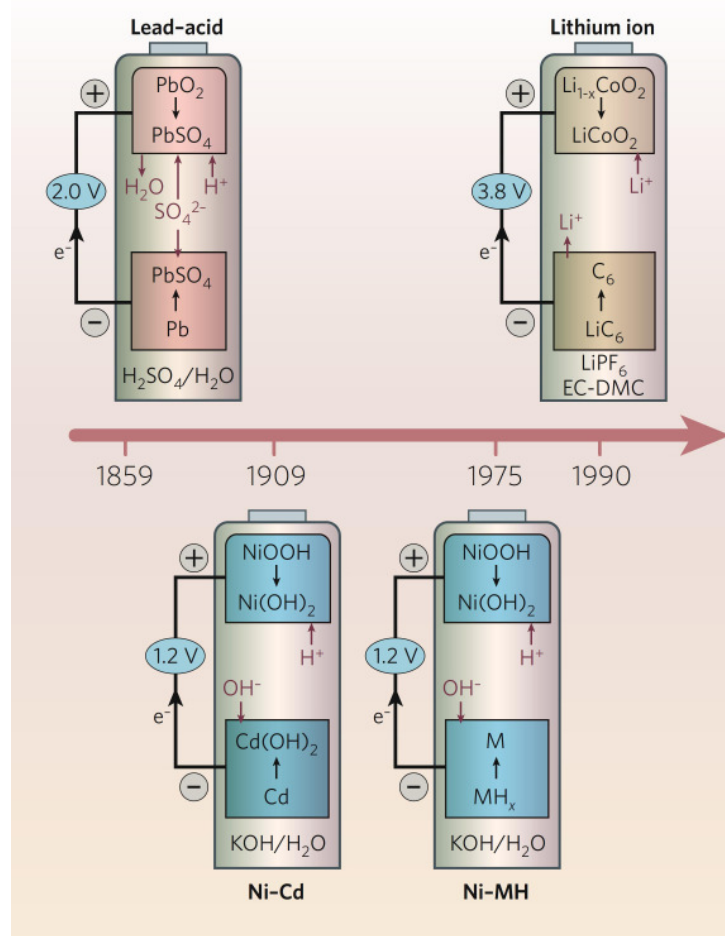 Lead–acid
+
PbO₂
PbSO₄
H₂O
H⁺
2.0 V
SO₄²⁻
e⁻
PbSO₄
Pb
−
H₂SO₄/H₂O
Lithium ion
+
Li₁₋ₓCoO₂
LiCoO₂
Li⁺
3.8 V
Li⁺
e⁻
C₆
LiC₆
−
LiPF₆
EC-DMC
1859
1909
1975
1990
+
NiOOH
Ni(OH)₂
1.2 V
H⁺
OH⁻
e⁻
Cd(OH)₂
Cd
−
KOH/H₂O
Ni–Cd
+
NiOOH
Ni(OH)₂
1.2 V
H⁺
OH⁻
e⁻
M
MHₓ
−
KOH/H₂O
Ni–MH